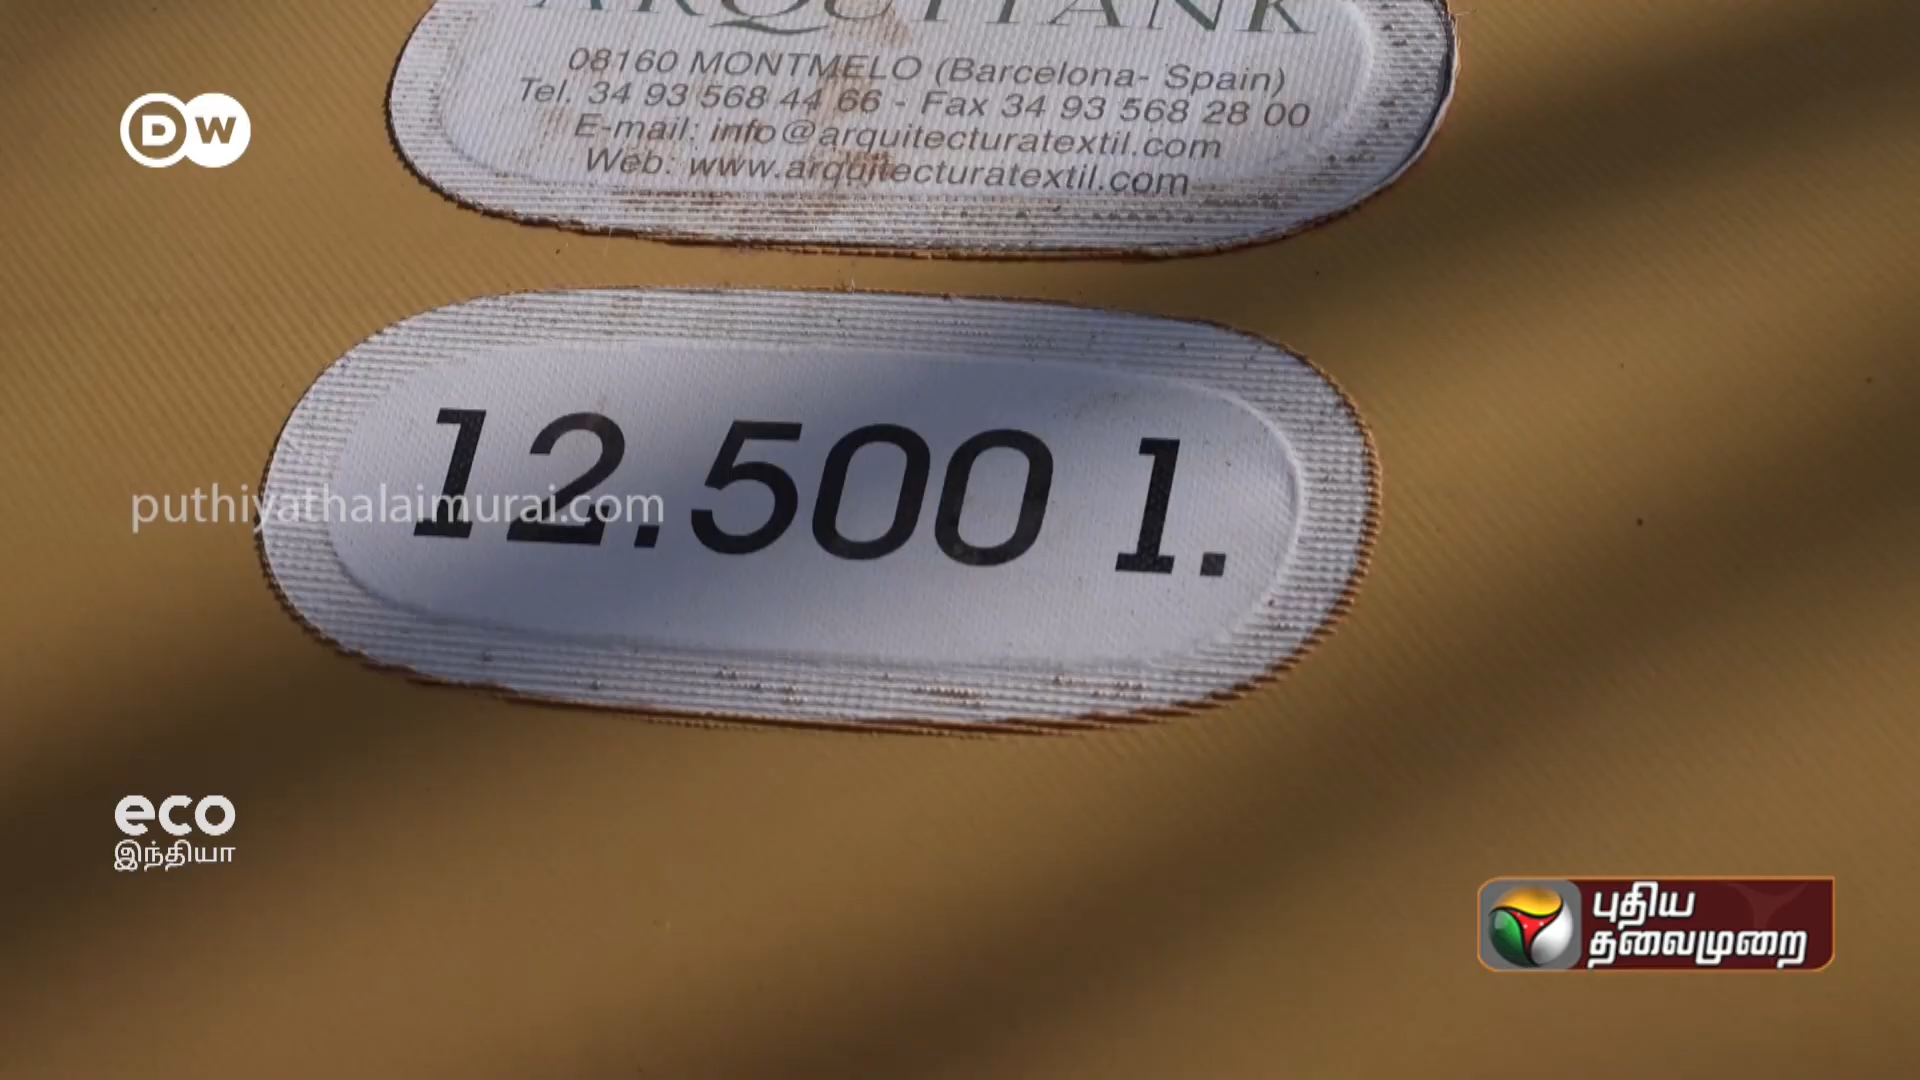 ARQUITANK
08160 MONTMELO (Barcelona- Spain)
Tel. 34 93 568 44 66 - Fax 34 93 568 28 00
E-mail: info@arquitecturatextil.com
Web: www.arquitecturatextil.com
DW
12.500 l.
puthiyathalaimurai.com
eco
இந்தியா
புதிய
தலைமுறை